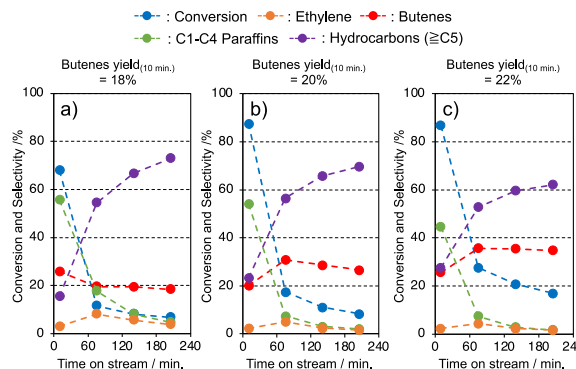 : Conversion : Ethylene : Butenes
: C1-C4 Paraffins : Hydrocarbons (≧C5)
Butenes yield(10 min.) = 18%
Butenes yield(10 min.) = 20%
Butenes yield(10 min.) = 22%
a)
b)
c)
Conversion and Selectivity /%
100
80
60
40
20
0
0 60 120 180 240
Time on stream / min.
Conversion and Selectivity /%
100
80
60
40
20
0
0 60 120 180 240
Time on stream / min.
Conversion and Selectivity /%
100
80
60
40
20
0
0 60 120 180 240
Time on stream / min.